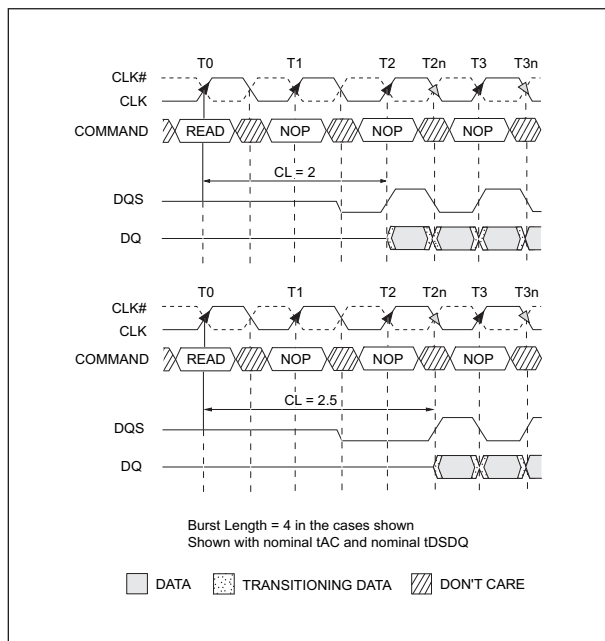 T0 T1 T2 T2n T3 T3n
CLK#
CLK
COMMAND READ NOP NOP NOP
CL = 2
DQS
DQ
T0 T1 T2 T2n T3 T3n
CLK#
CLK
COMMAND READ NOP NOP NOP
CL = 2.5
DQS
DQ
Burst Length = 4 in the cases shown
Shown with nominal tAC and nominal tDSDQ
DATA TRANSITIONING DATA DON'T CARE